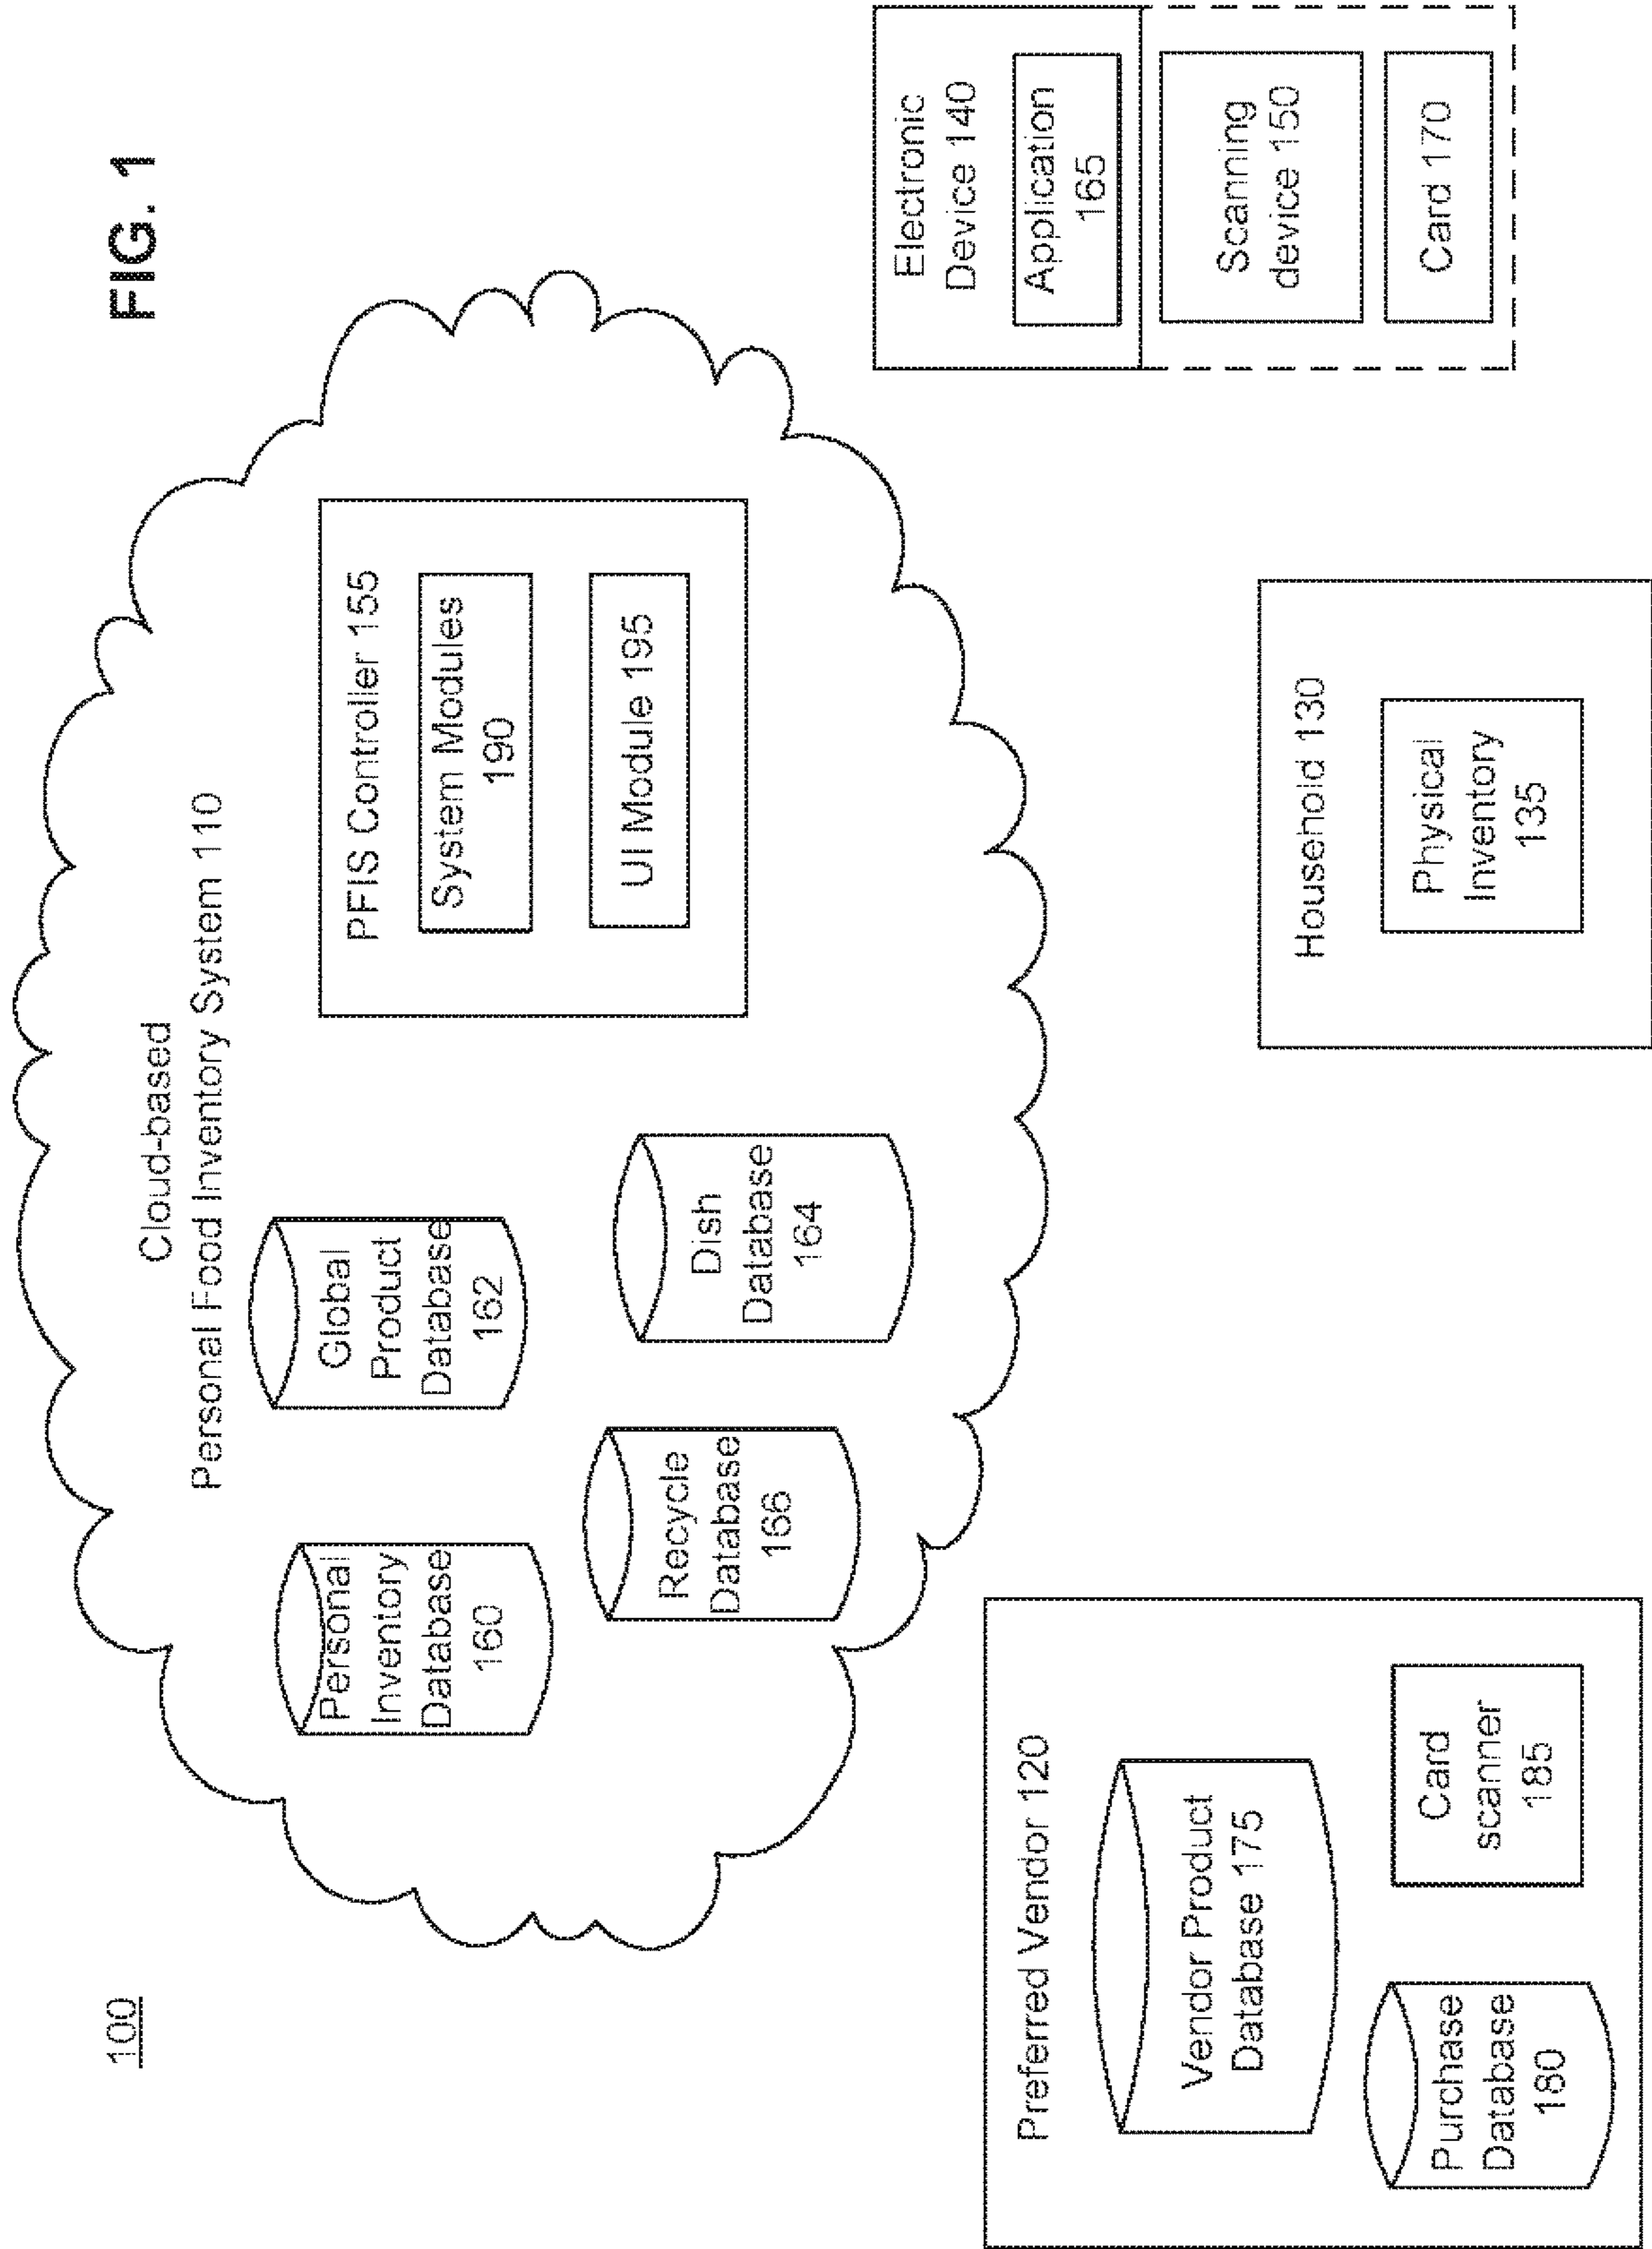 FIG. 1
100
Cloud-based
Personal Food Inventory System 110
Personal
Inventory
Database
160
Global
Product
Database
162
Recycle
Database
166
Dish
Database
164
PFIS Controller 155
System Modules
190
UI Module 195
Preferred Vendor 120
Vendor Product
Database 175
Purchase
Database
180
Card
scanner
185
Household 130
Physical
Inventory
135
Electronic
Device 140
Application
165
Scanning
device 150
Card 170